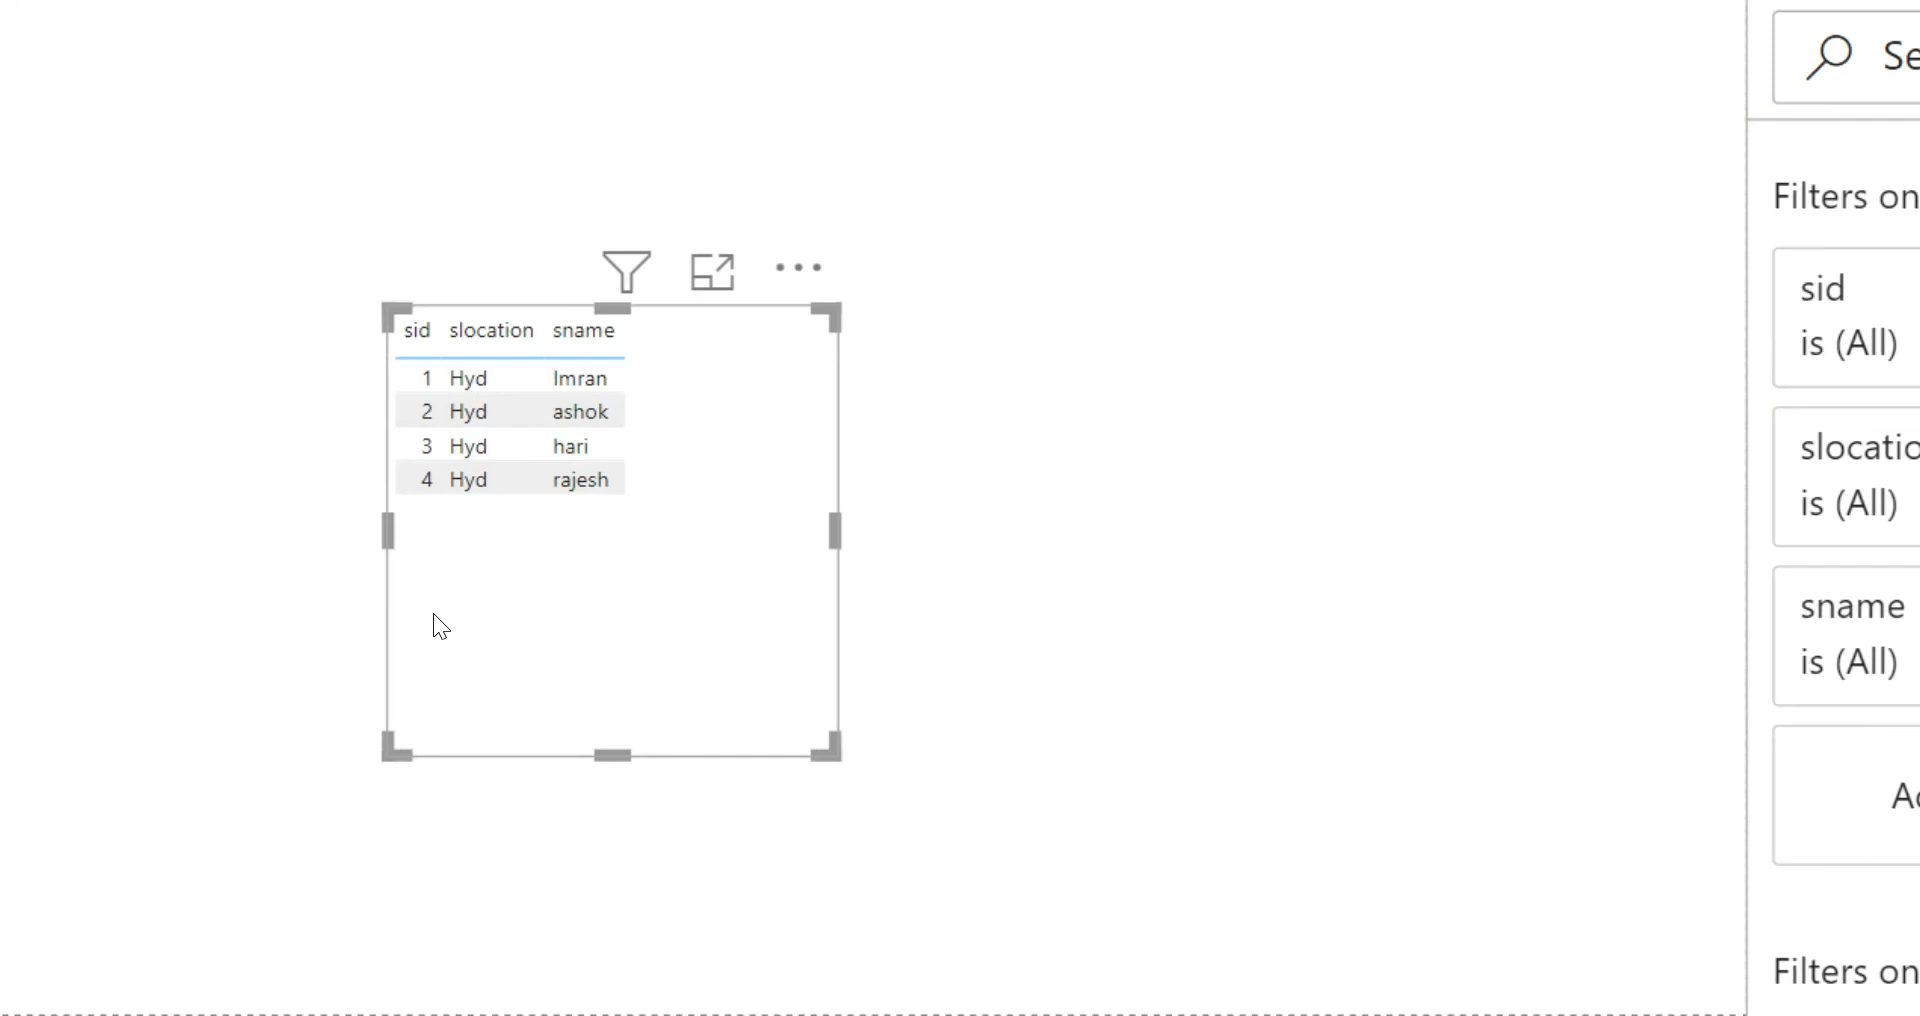 Se
Filters on
sid
is (All)
slocatio
is (All)
sname
is (All)
Ac
Filters on
sid slocation sname
1 Hyd Imran
2 Hyd ashok
3 Hyd hari
4 Hyd rajesh